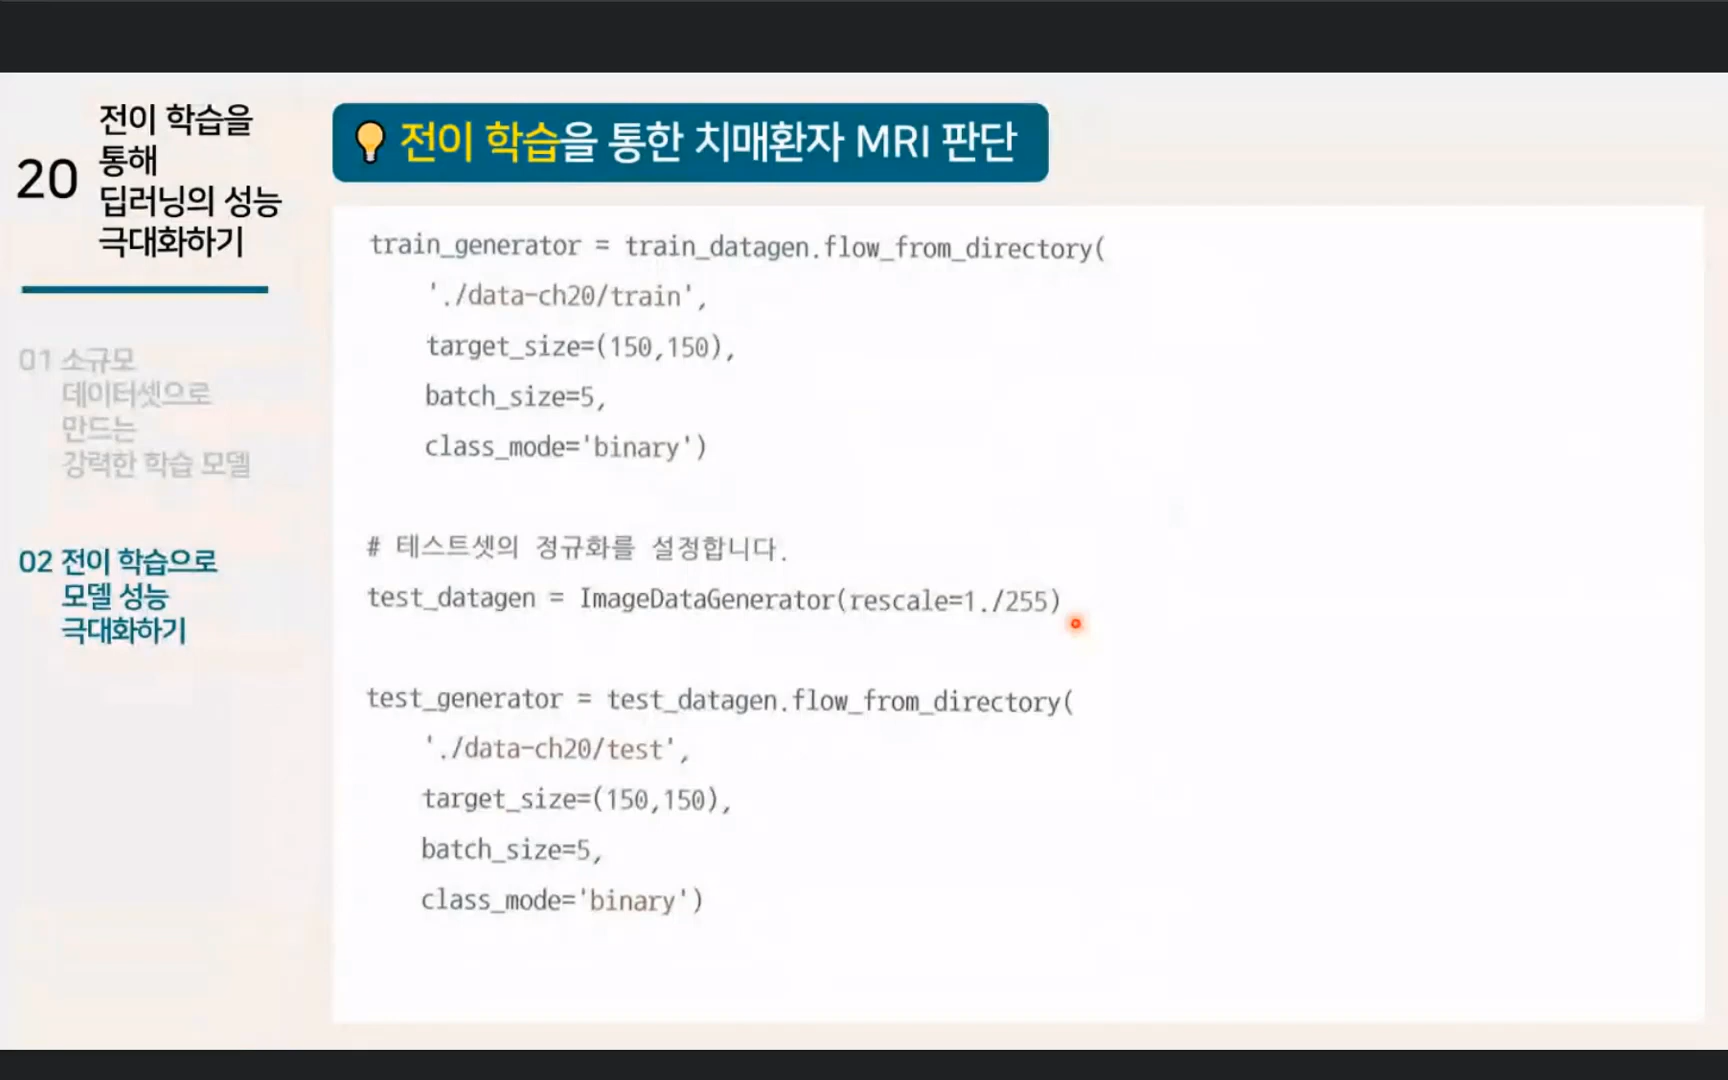 20 전이 학습을
통해
딥러닝의 성능
극대화하기
01 소규모
데이터셋으로
만드는
강력한 학습 모델
02 전이 학습으로
모델 성능
극대화하기
전이 학습을 통한 치매환자 MRI 판단
train_generator = train_datagen.flow_from_directory(
'./data-ch20/train',
target_size=(150,150),
batch_size=5,
class_mode='binary')
# 테스트셋의 정규화를 설정합니다.
test_datagen = ImageDataGenerator(rescale=1./255)
test_generator = test_datagen.flow_from_directory(
'./data-ch20/test',
target_size=(150,150),
batch_size=5,
class_mode='binary')